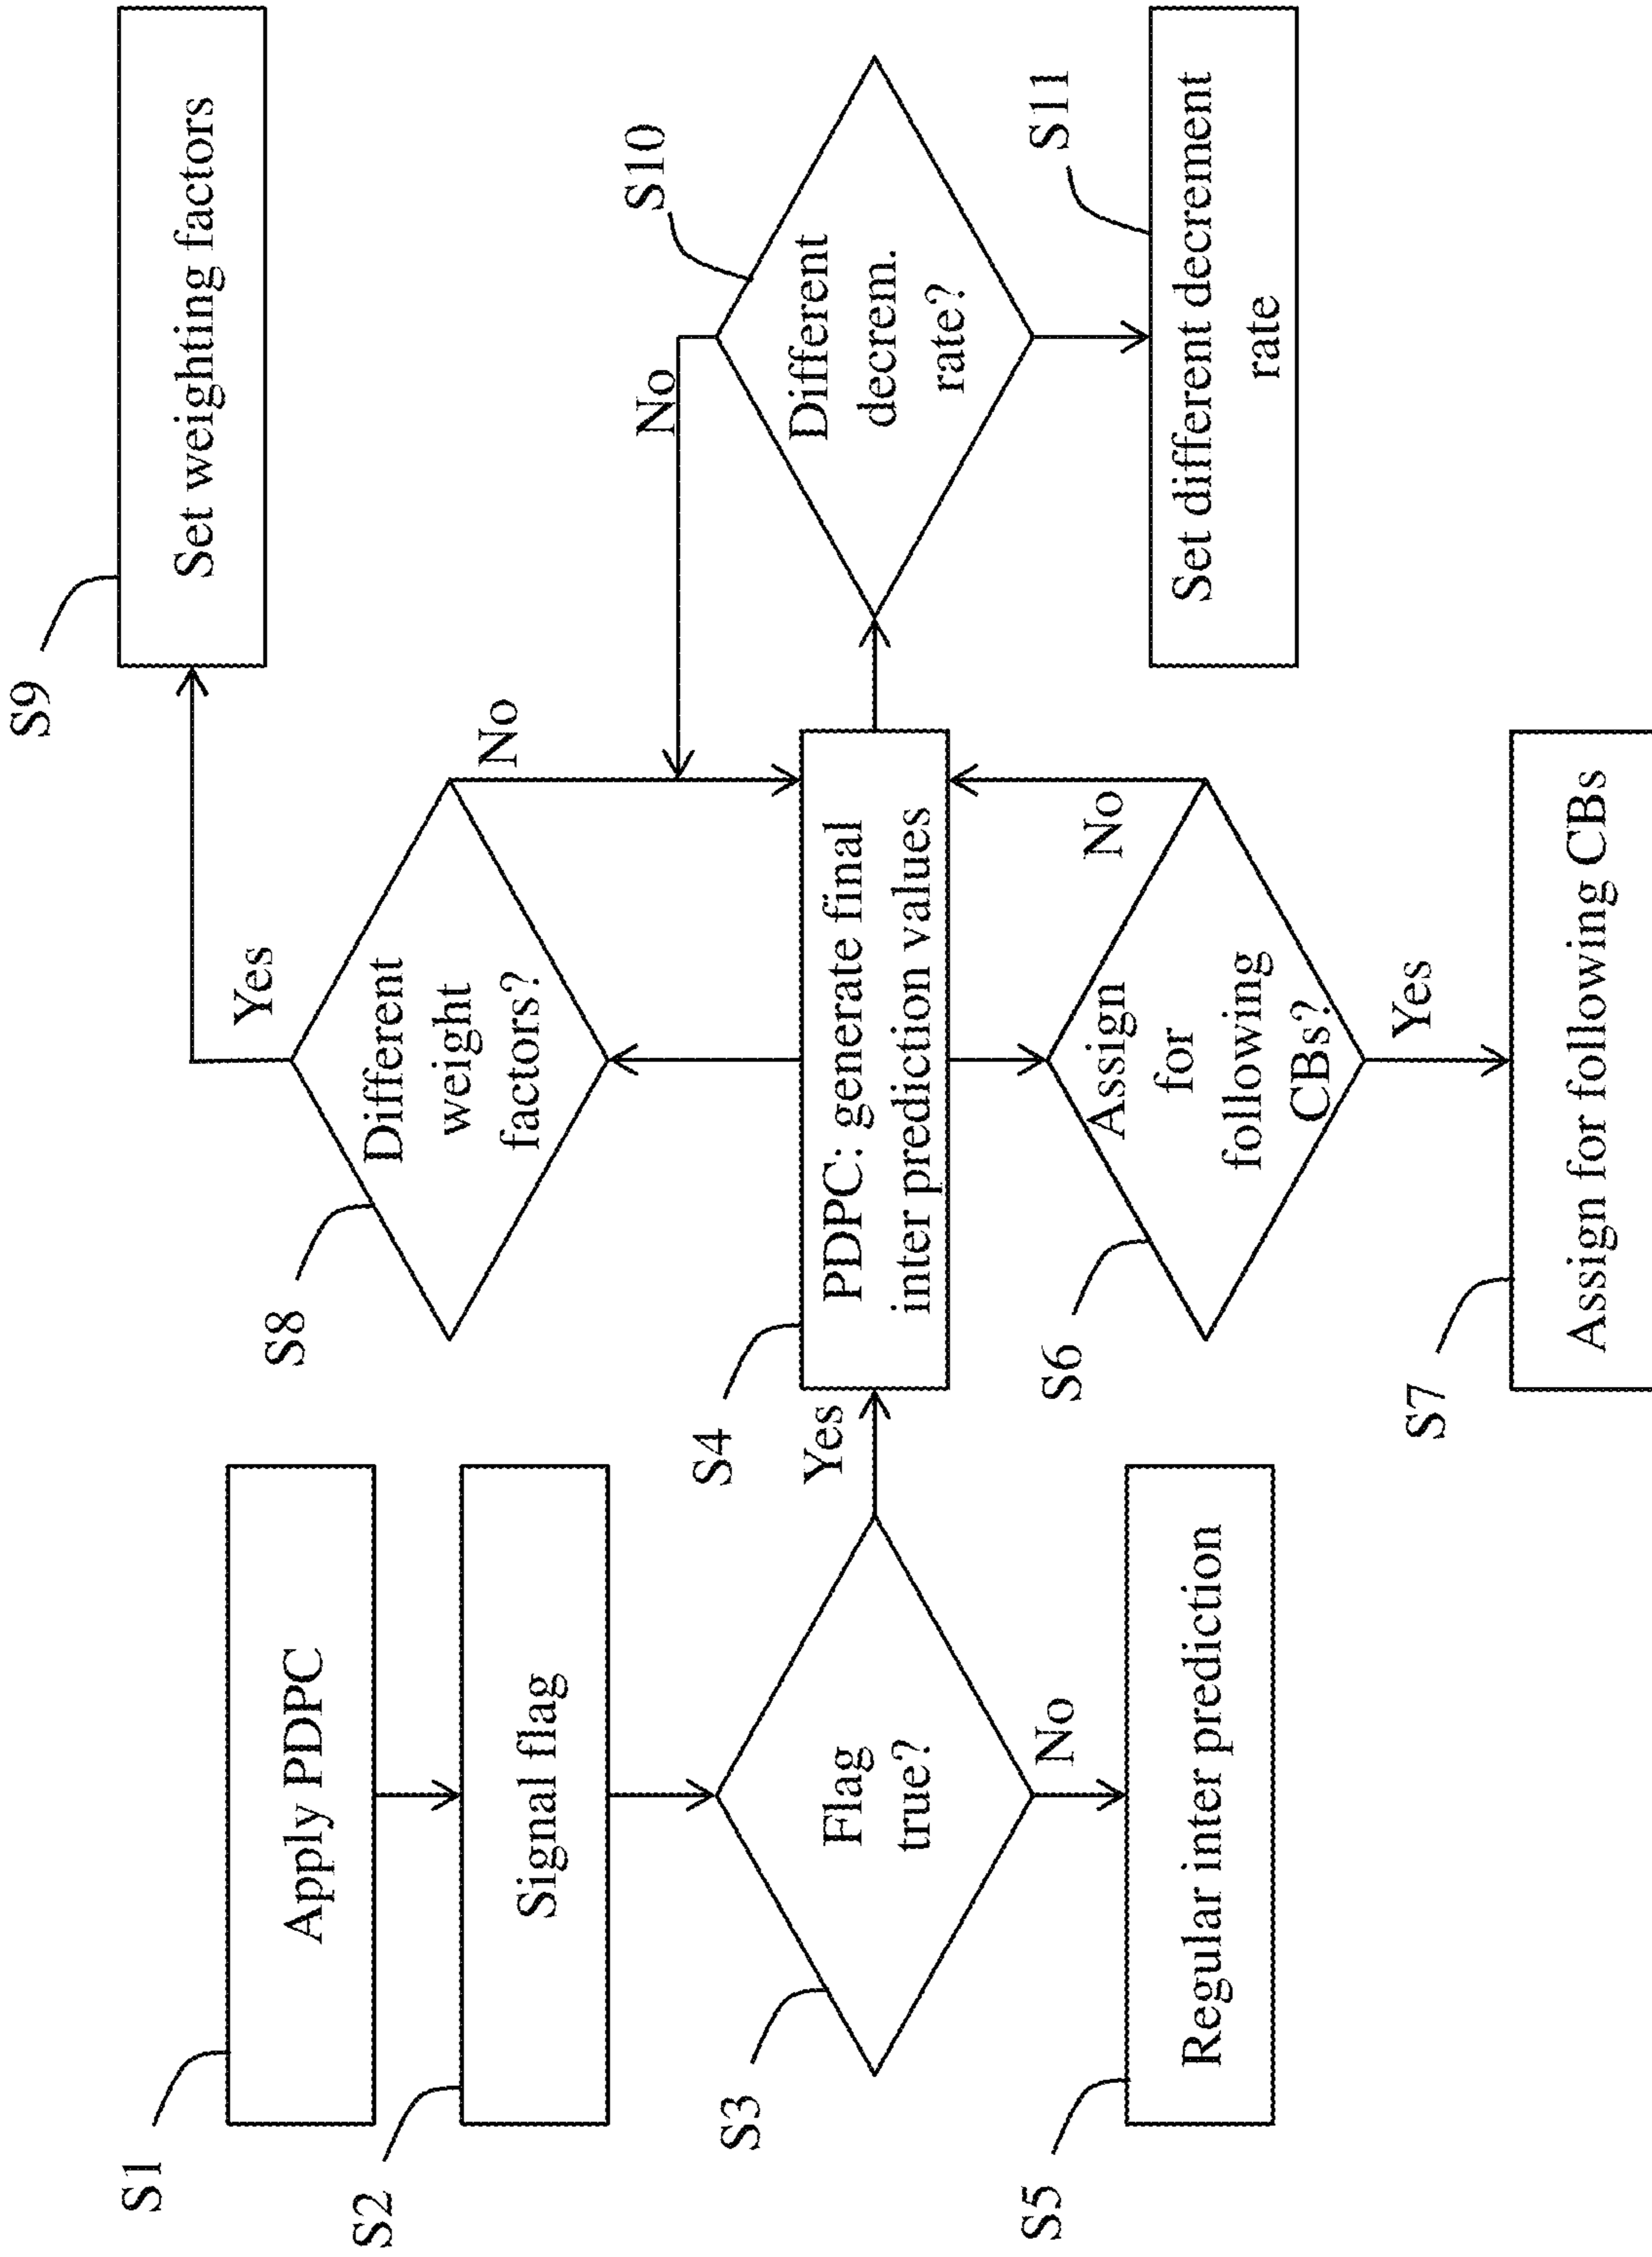 S1
Apply PDPC
S2
Signal flag
S3
Flag
true?
Yes
No
S5
Regular inter prediction
S4
PDPC: generate final
inter prediction values
S8
Different
weight
factors?
Yes
No
S9
Set weighting factors
S6
Assign
for
following
CBs?
No
Yes
S7
Assign for following CBs
S10
Different
decrem.
rate?
No
S11
Set different decrement
rate